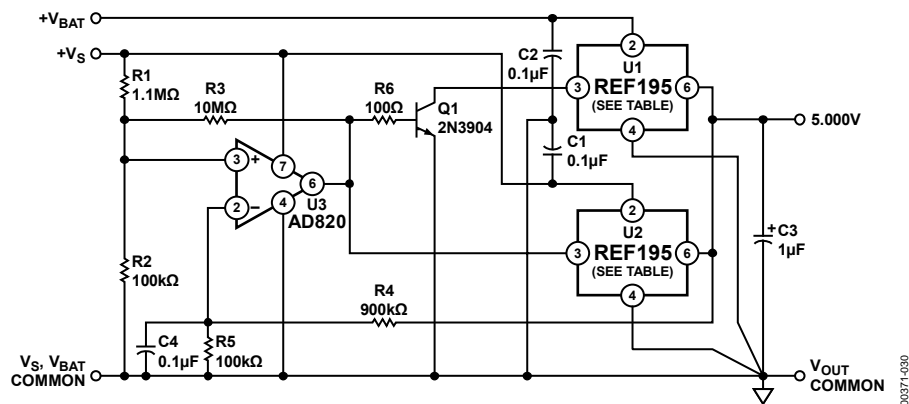 +VBAT
+VS
R1
1.1MΩ
R3
10MΩ
R6
100Ω
Q1
2N3904
C2
0.1µF
2
U1
3
REF195
6
(SEE TABLE)
4
5.000V
C1
0.1µF
3
+
7
6
U3
2
–
4
AD820
2
U2
3
REF195
6
(SEE TABLE)
4
+
C3
1µF
R2
100kΩ
R4
900kΩ
C4
0.1µF
R5
100kΩ
VS, VBAT
COMMON
VOUT
COMMON
00371-030